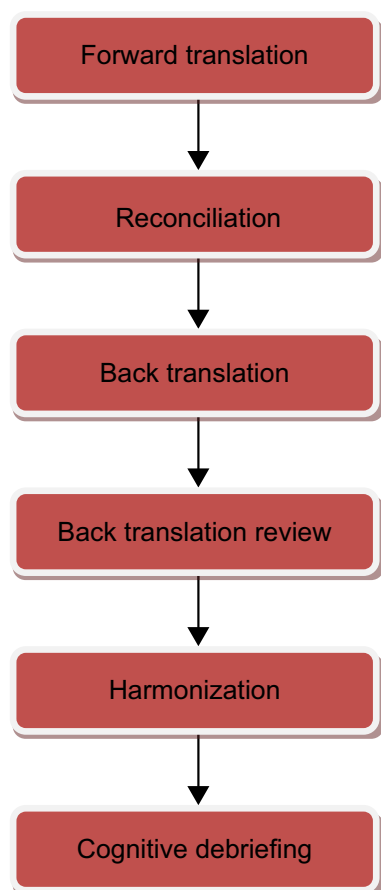 Forward translation
Reconciliation
Back translation
Back translation review
Harmonization
Cognitive debriefing